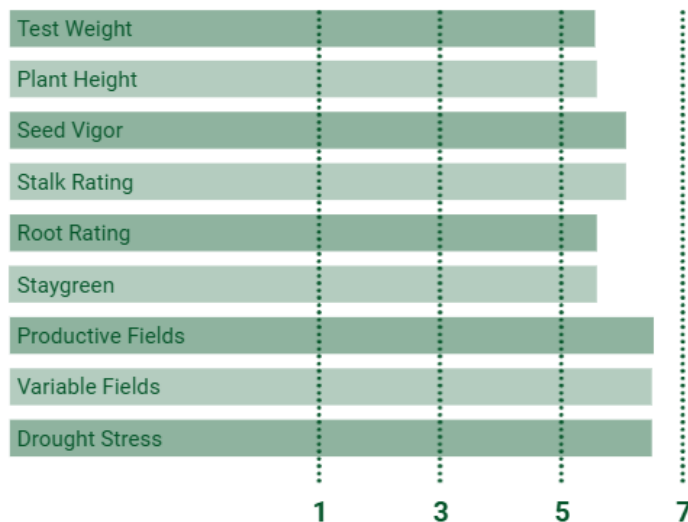 Test Weight
Plant Height
Seed Vigor
Stalk Rating
Root Rating
Staygreen
Productive Fields
Variable Fields
Drought Stress
1 3 5 7